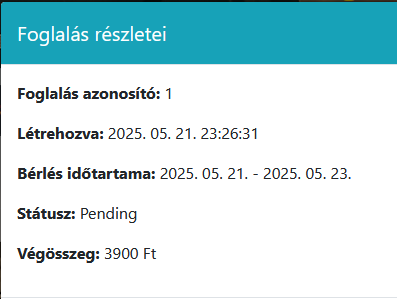 Foglalás részletei
Foglalás azonosító: 1
Létrehozva: 2025. 05. 21. 23:26:31
Bérlés időtartama: 2025. 05. 21. - 2025. 05. 23.
Státusz: Pending
Végösszeg: 3900 Ft